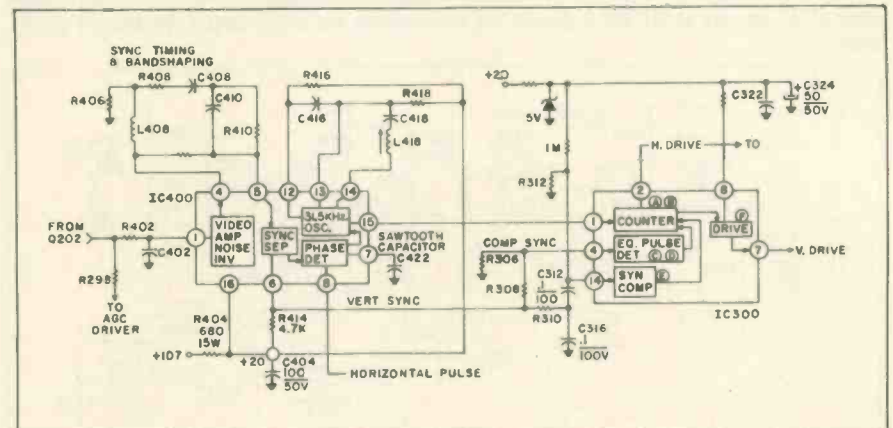 SYNC TIMING
& BANDSHAPING
R406
R408
C408
C410
L408
R410
R416
C416
R418
C418
L418
+20
5V
1M
R312
C322
+C324
50
50V
H. DRIVE
TO
IC400
4
5
12
13
14
FROM
Q202
R402
C402
R298
TO
AGC
DRIVER
1
VIDEO
AMP
NOISE
INV
SYNC
SEP
31.5KHz
OSC.
PHASE
DET
15
7
SAWTOOTH
CAPACITOR
C422
16
6
8
VERT SYNC
R404
680
15W
+107
R414
4.7K
+20
C404
100
50V
HORIZONTAL PULSE
COMP SYNC
R306
R308
C312
.1
100
R310
C316
.1
100V
2
8
A B
1
COUNTER
4
EQ. PULSE
DET C D
14
SYN
COMP E
F
DRIVE
7
V. DRIVE
IC300